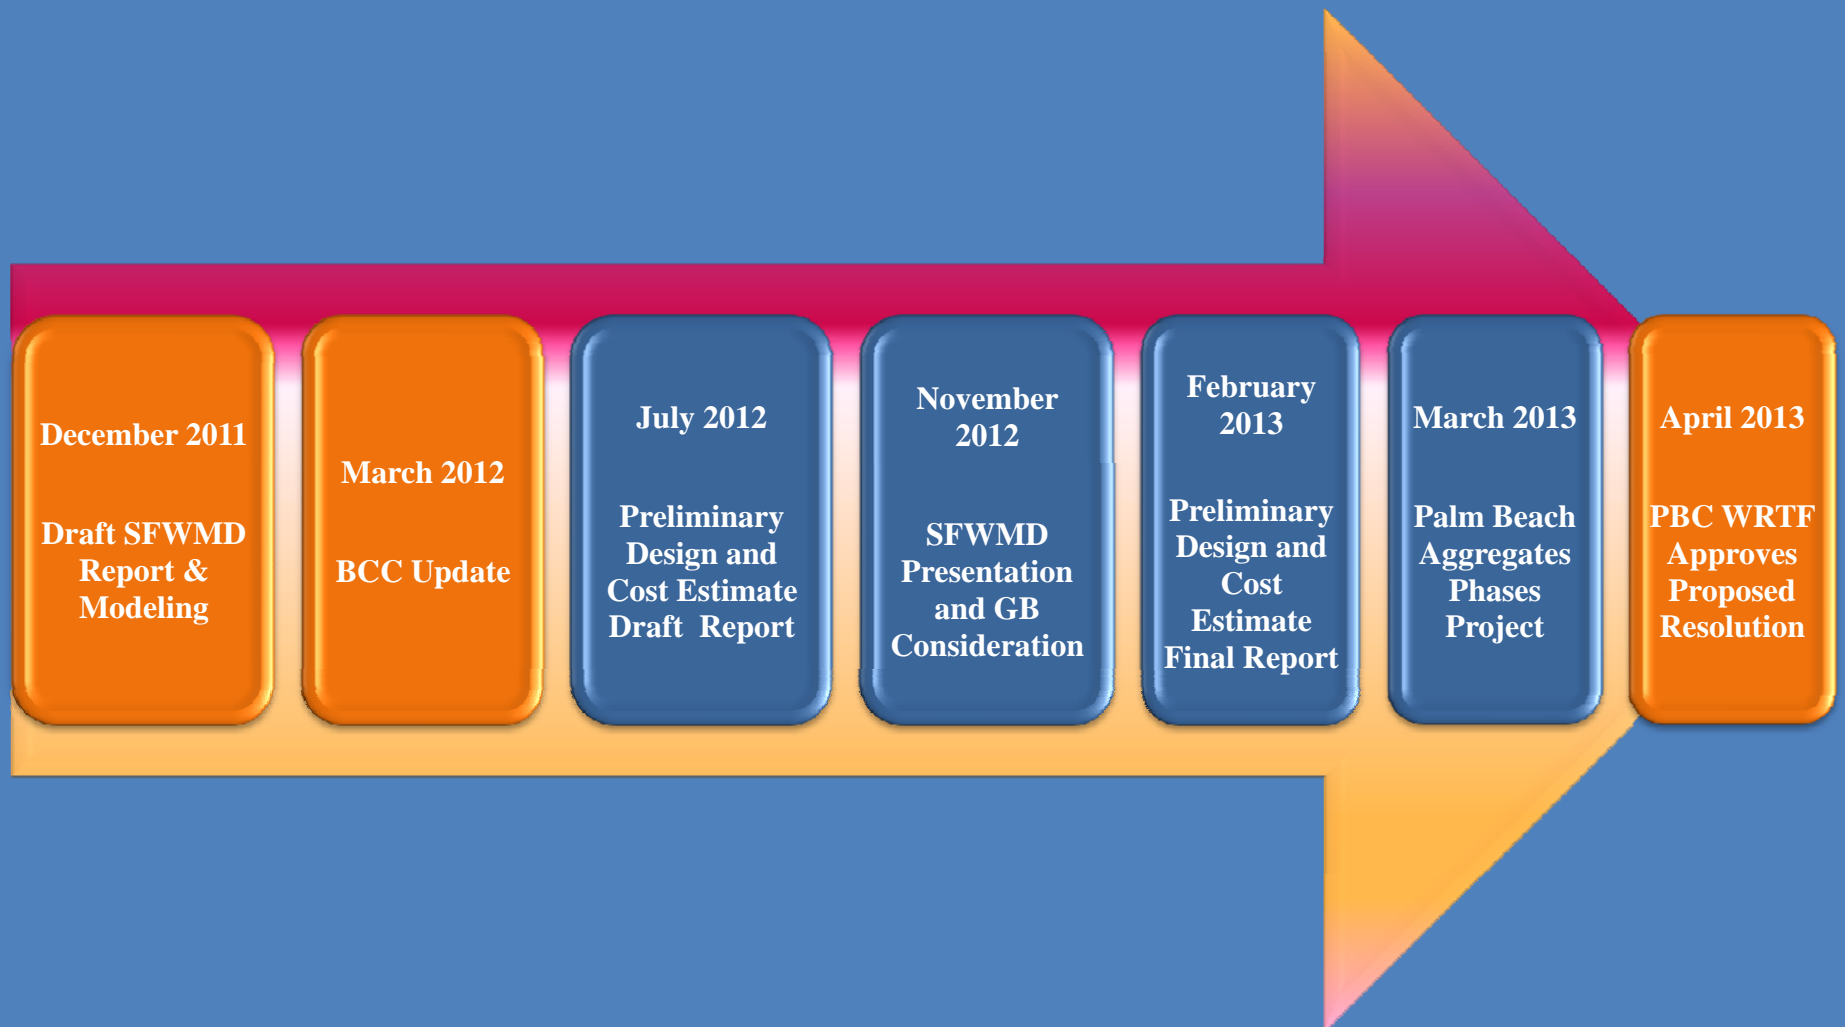 December 2011
Draft SFWMD
Report &
Modeling
March 2012
BCC Update
July 2012
Preliminary
Design and
Cost Estimate
Draft  Report
November
2012
SFWMD
Presentation
and GB
Consideration
February
2013
Preliminary
Design and
Cost
Estimate
Final Report
March 2013
Palm Beach
Aggregates
Phases
Project
April 2013
PBC WRTF
Approves
Proposed
Resolution